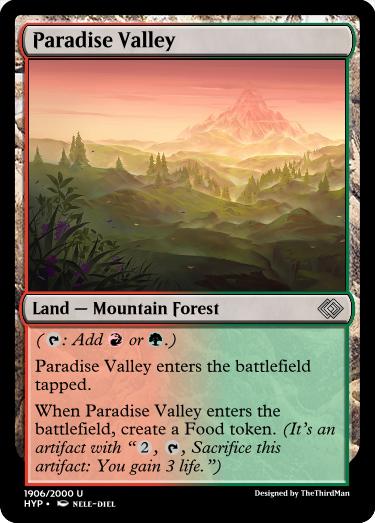 Paradise Valley
Land — Mountain Forest
(: Add or .)
Paradise Valley enters the battlefield
tapped.
When Paradise Valley enters the
battlefield, create a Food token. (It's an
artifact with “2, , Sacrifice this
artifact: You gain 3 life.”)
1906/2000 U
HYP • NELE-DIEL
Designed by TheThirdMan